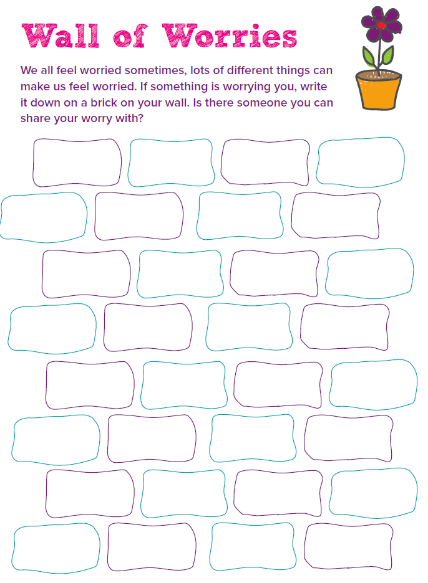 Wall of Worries
We all feel worried sometimes, lots of different things can
make us feel worried. If something is worrying you, write
it down on a brick on your wall. Is there someone you can
share your worry with?